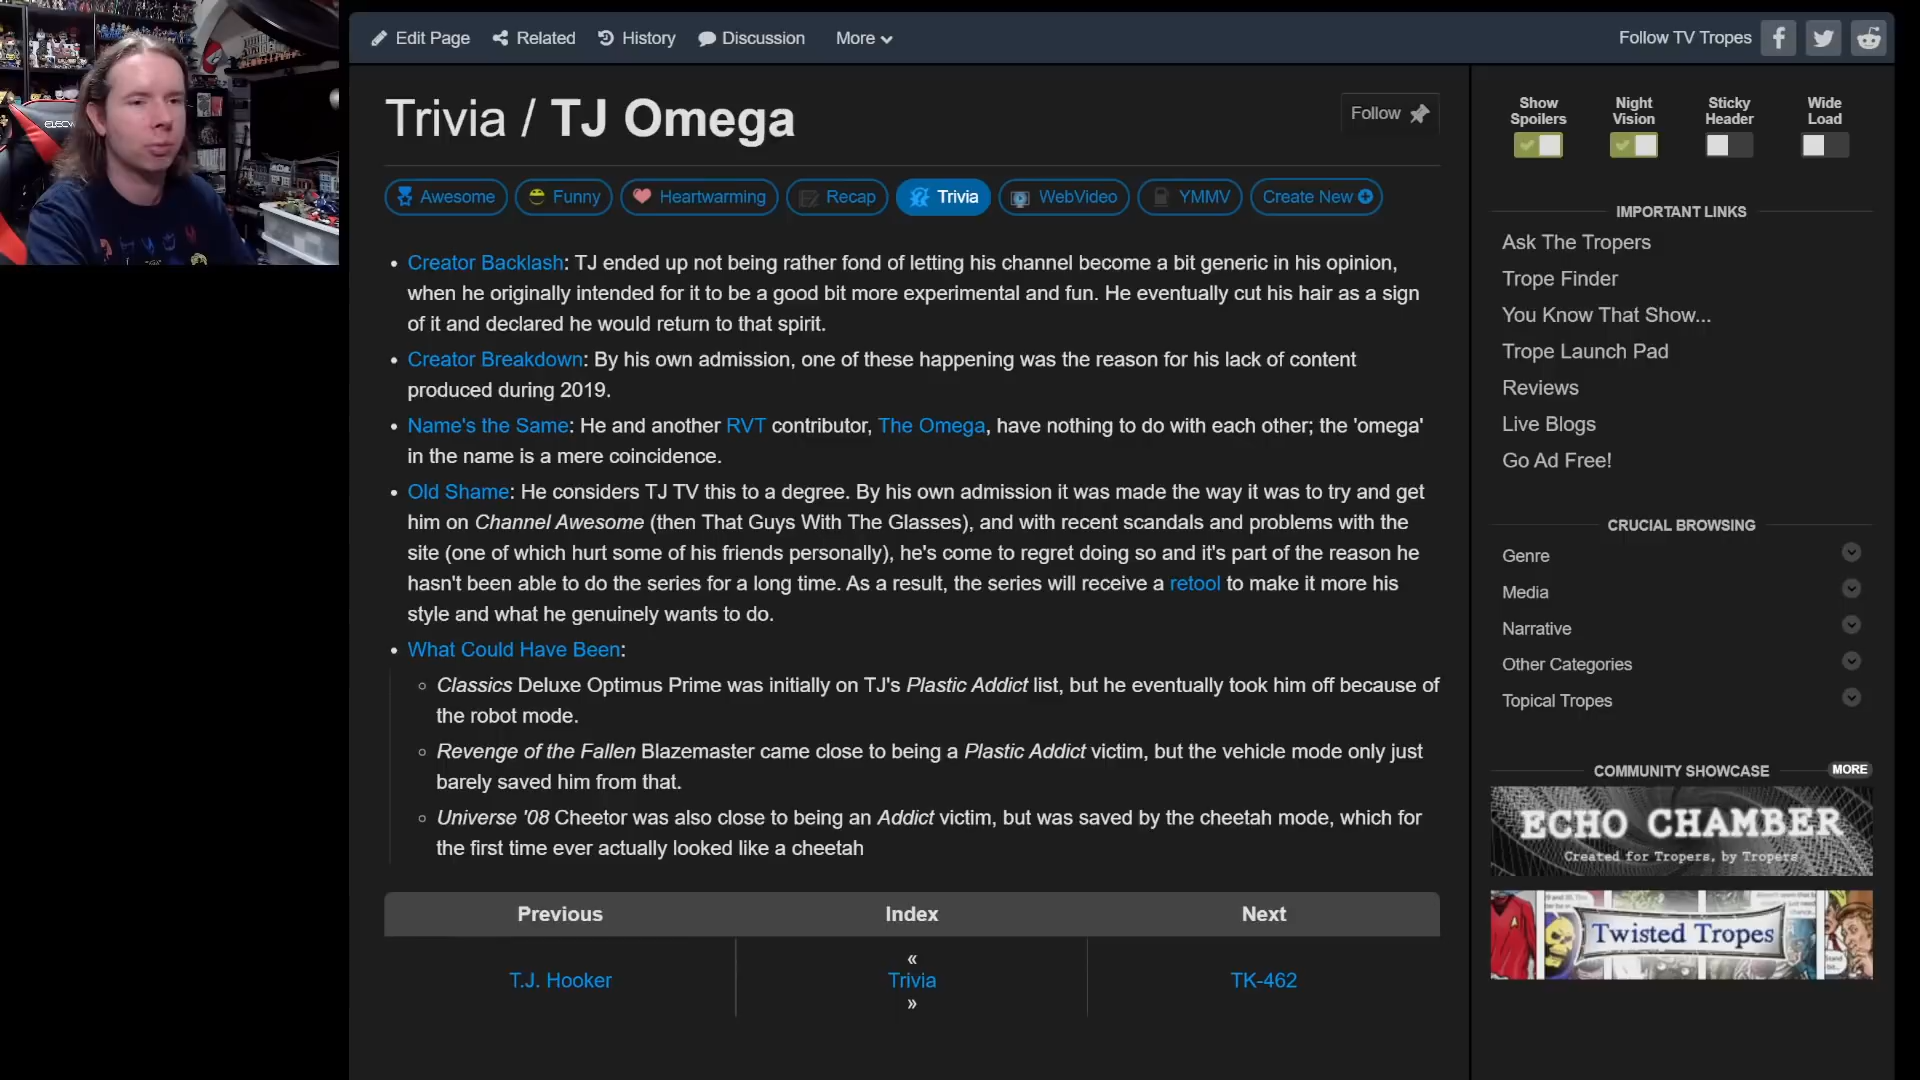 Edit Page Related History Discussion More
Follow TV Tropes
Trivia / TJ Omega
Follow
Awesome Funny Heartwarming Recap Trivia WebVideo YMMV Create New
• Creator Backlash: TJ ended up not being rather fond of letting his channel become a bit generic in his opinion,
when he originally intended for it to be a good bit more experimental and fun. He eventually cut his hair as a sign
of it and declared he would return to that spirit.
• Creator Breakdown: By his own admission, one of these happening was the reason for his lack of content
produced during 2019.
• Name's the Same: He and another RVT contributor, The Omega, have nothing to do with each other; the 'omega'
in the name is a mere coincidence.
• Old Shame: He considers TJ TV this to a degree. By his own admission it was made the way it was to try and get
him on Channel Awesome (then That Guys With The Glasses), and with recent scandals and problems with the
site (one of which hurt some of his friends personally), he's come to regret doing so and it's part of the reason he
hasn't been able to do the series for a long time. As a result, the series will receive a retool to make it more his
style and what he genuinely wants to do.
• What Could Have Been:
◦ Classics Deluxe Optimus Prime was initially on TJ's Plastic Addict list, but he eventually took him off because of
the robot mode.
◦ Revenge of the Fallen Blazemaster came close to being a Plastic Addict victim, but the vehicle mode only just
barely saved him from that.
◦ Universe '08 Cheetor was also close to being an Addict victim, but was saved by the cheetah mode, which for
the first time ever actually looked like a cheetah
Previous Index Next
«
T.J. Hooker Trivia TK-462
»
Show Spoilers
Night Vision
Sticky Header
Wide Load
IMPORTANT LINKS
Ask The Tropers
Trope Finder
You Know That Show...
Trope Launch Pad
Reviews
Live Blogs
Go Ad Free!
CRUCIAL BROWSING
Genre
Media
Narrative
Other Categories
Topical Tropes
COMMUNITY SHOWCASE MORE
ECHO CHAMBER
Created for Tropers, by Tropers
Twisted Tropes